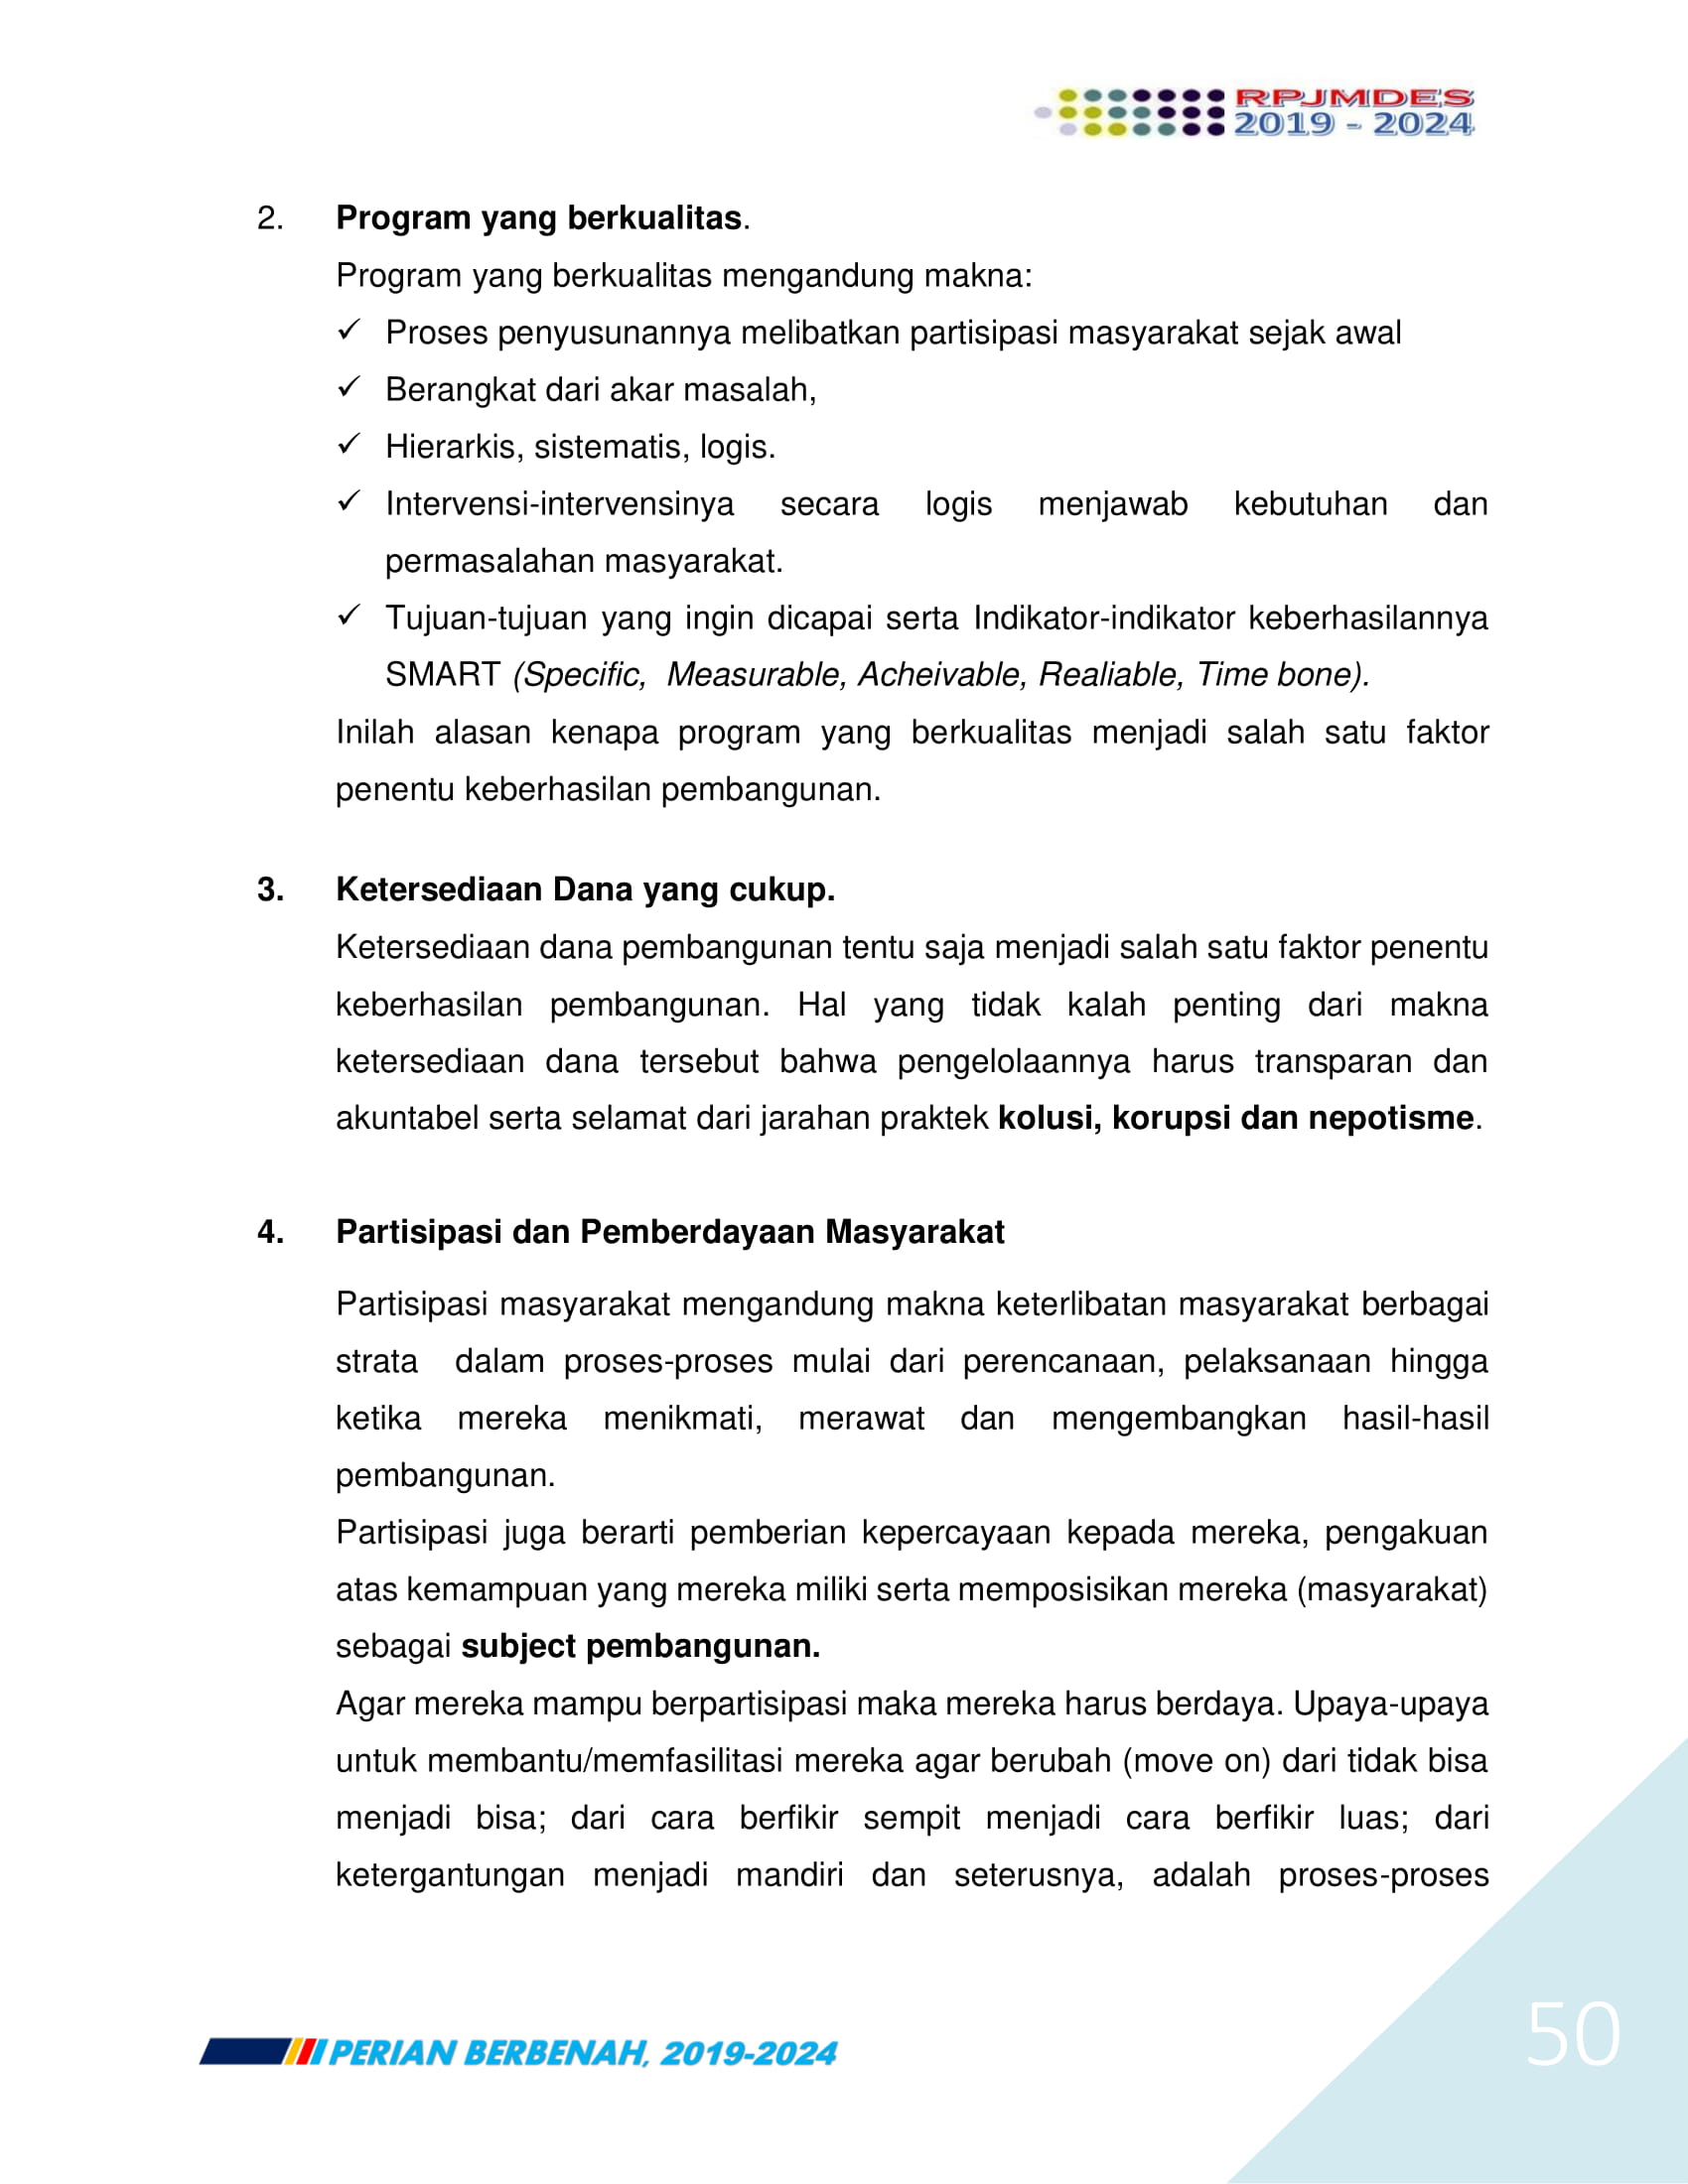 RPJMDES
2019 - 2024
2. Program yang berkualitas.
Program yang berkualitas mengandung makna:
✓ Proses penyusunannya melibatkan partisipasi masyarakat sejak awal
✓ Berangkat dari akar masalah,
✓ Hierarkis, sistematis, logis.
✓ Intervensi-intervensinya secara logis menjawab kebutuhan dan
permasalahan masyarakat.
✓ Tujuan-tujuan yang ingin dicapai serta Indikator-indikator keberhasilannya
SMART (Specific, Measurable, Acheivable, Realiable, Time bone).
Inilah alasan kenapa program yang berkualitas menjadi salah satu faktor
penentu keberhasilan pembangunan.
3. Ketersediaan Dana yang cukup.
Ketersediaan dana pembangunan tentu saja menjadi salah satu faktor penentu
keberhasilan pembangunan. Hal yang tidak kalah penting dari makna
ketersediaan dana tersebut bahwa pengelolaannya harus transparan dan
akuntabel serta selamat dari jarahan praktek kolusi, korupsi dan nepotisme.
4. Partisipasi dan Pemberdayaan Masyarakat
Partisipasi masyarakat mengandung makna keterlibatan masyarakat berbagai
strata dalam proses-proses mulai dari perencanaan, pelaksanaan hingga
ketika mereka menikmati, merawat dan mengembangkan hasil-hasil
pembangunan.
Partisipasi juga berarti pemberian kepercayaan kepada mereka, pengakuan
atas kemampuan yang mereka miliki serta memposisikan mereka (masyarakat)
sebagai subject pembangunan.
Agar mereka mampu berpartisipasi maka mereka harus berdaya. Upaya-upaya
untuk membantu/memfasilitasi mereka agar berubah (move on) dari tidak bisa
menjadi bisa; dari cara berfikir sempit menjadi cara berfikir luas; dari
ketergantungan menjadi mandiri dan seterusnya, adalah proses-proses
50
PERIAN BERBENAH, 2019-2024